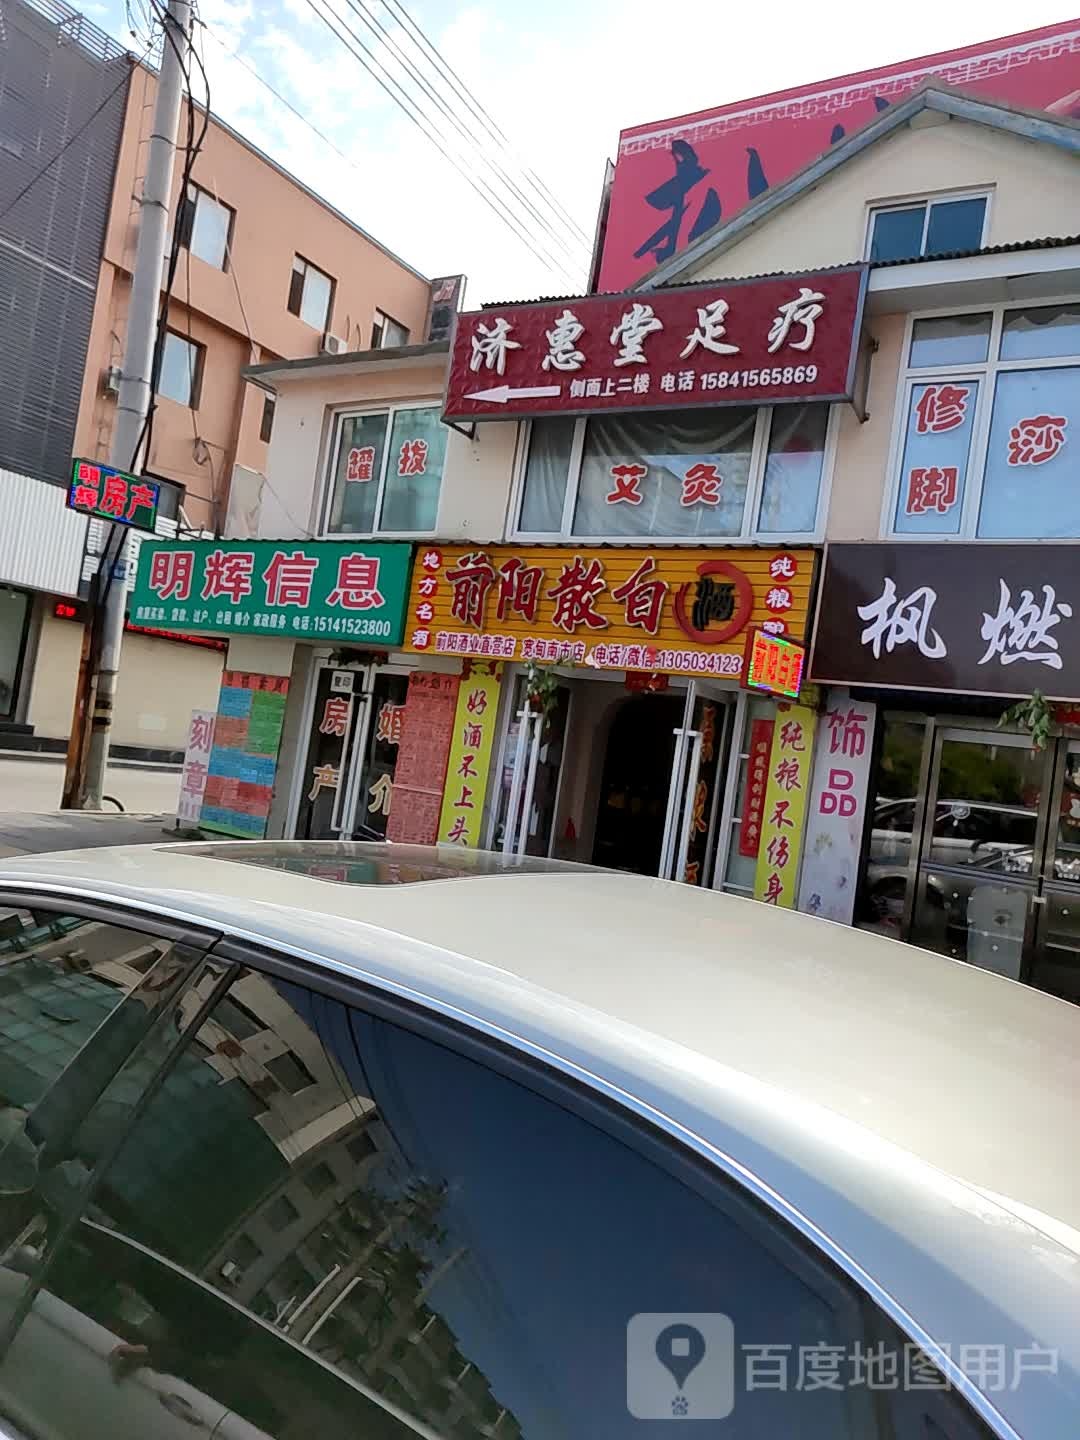 济惠堂足疗
侧面上二楼 电话 15841565869
罐 拔
艾 灸
修脚
沙
明辉
房产
明辉信息
电话:15141523800
地方名酒
前阳散白酒
纯粮
前阳酒业直营店 宽甸南市店 电话/微信:1305034123
枫燃
刻章
复印
房产
婚介
好酒不上头
纯粮不伤身
饰品
百度地图用户